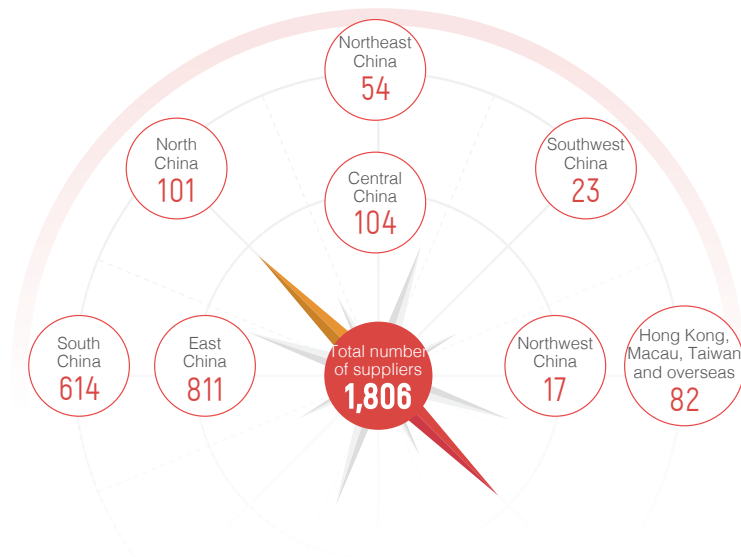 Northeast
China
54
North
China
101
Southwest
China
23
Central
China
104
South
China
614
East
China
811
Total number
of suppliers
1,806
Northwest
China
17
Hong Kong,
Macau, Taiwan
and overseas
82